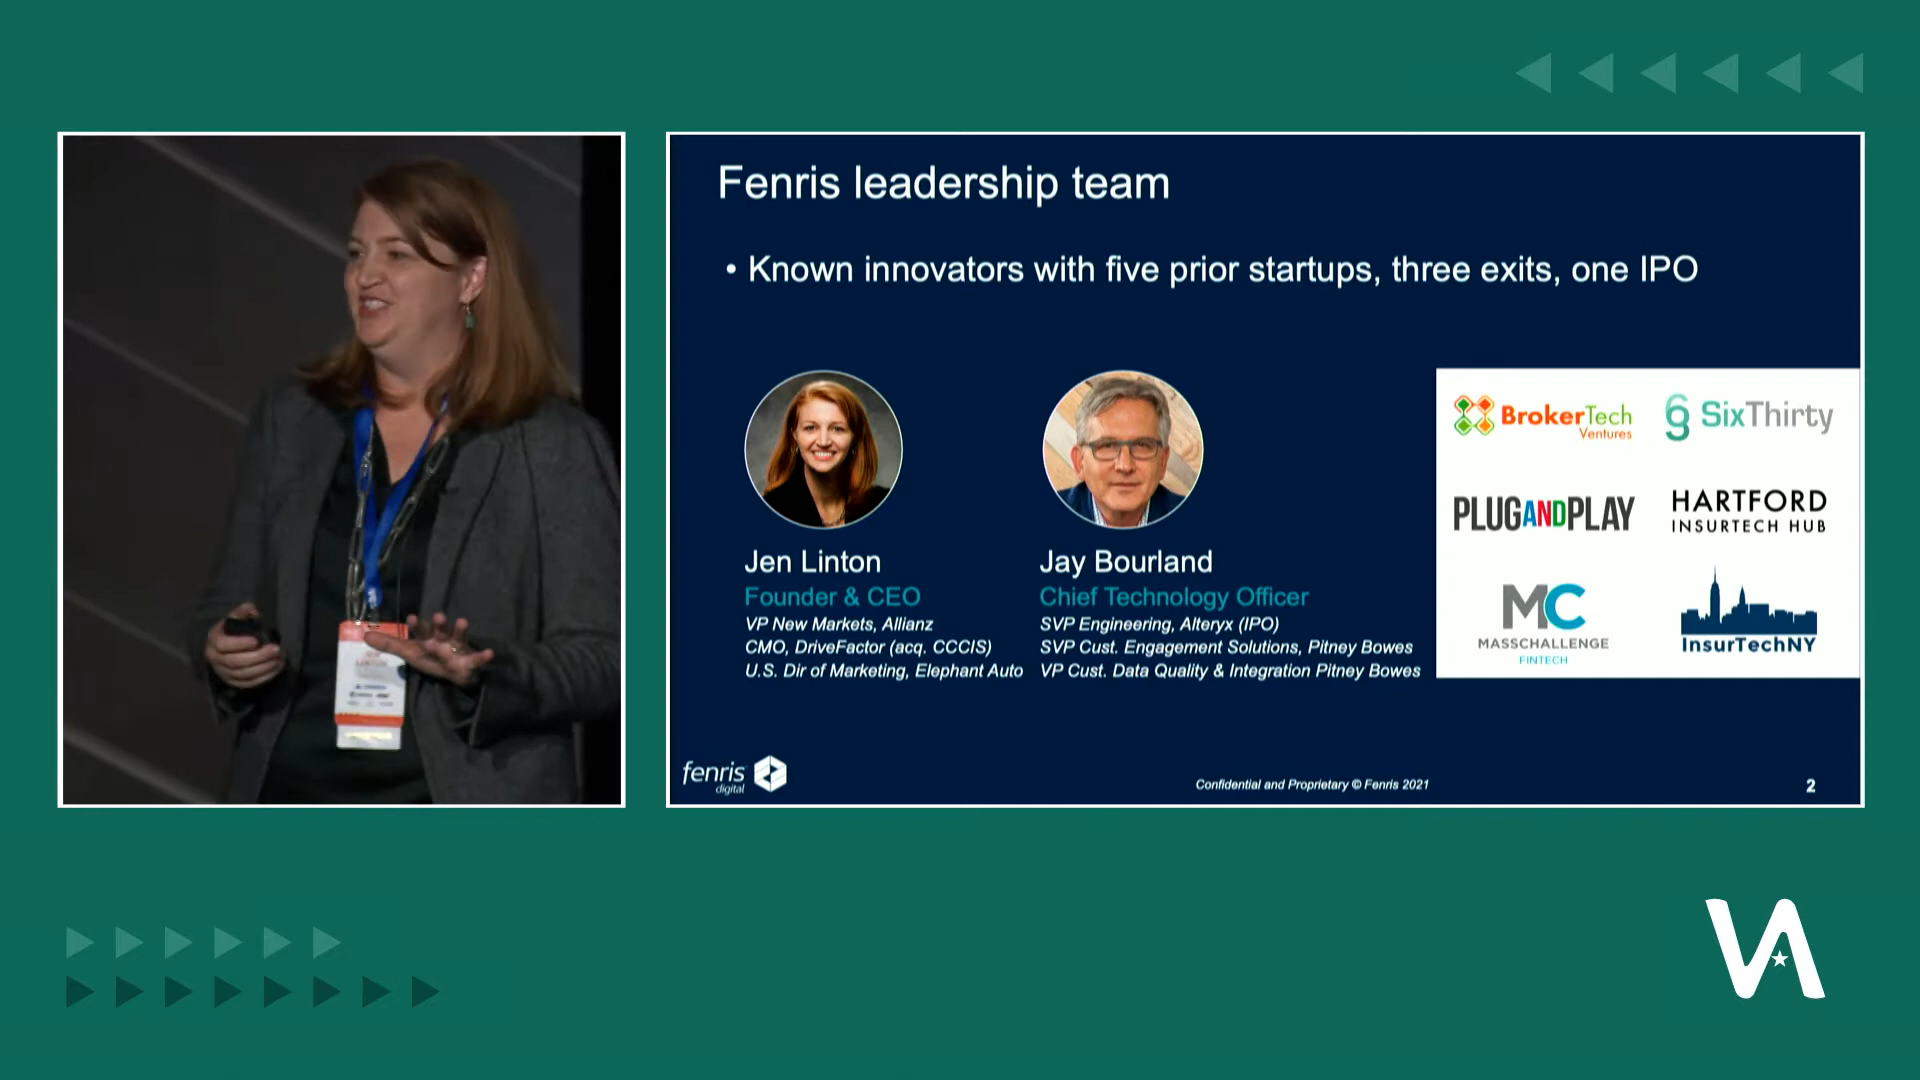 Fenris leadership team
• Known innovators with five prior startups, three exits, one IPO
Jen Linton
Founder & CEO
VP New Markets, Allianz
CMO, DriveFactor (acq. CCCIS)
U.S. Dir of Marketing, Elephant Auto
Jay Bourland
Chief Technology Officer
SVP Engineering, Alteryx (IPO)
SVP Cust. Engagement Solutions, Pitney Bowes
VP Cust. Data Quality & Integration Pitney Bowes
BrokerTech
Ventures
SixThirty
PLUGANDPLAY
HARTFORD
INSURTECH HUB
MC
MASSCHALLENGE
FINTECH
InsurTechNY
fenris
digital
Confidential and Proprietary © Fenris 2021
2
VA